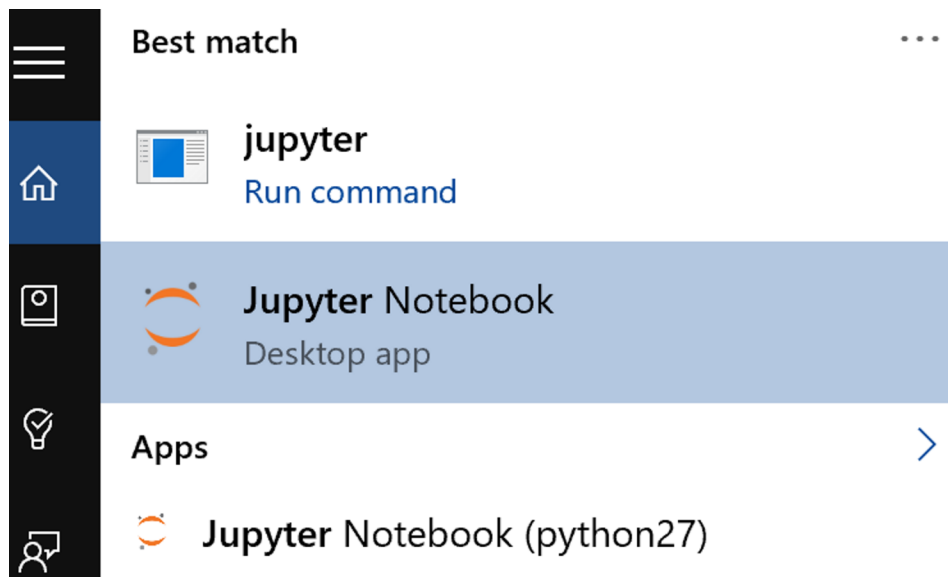 Best match
jupyter
Run command
Jupyter Notebook
Desktop app
Apps
Jupyter Notebook (python27)